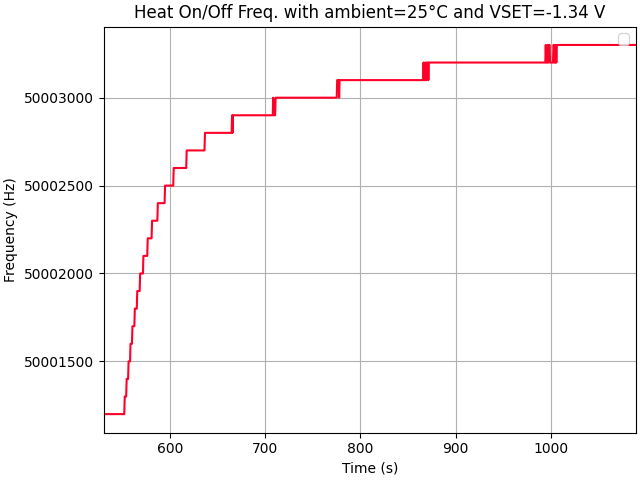 Heat On/Off Freq. with ambient=25°C and VSET=-1.34 V
Frequency (Hz)
50003000
50002500
50002000
50001500
600 700 800 900 1000
Time (s)